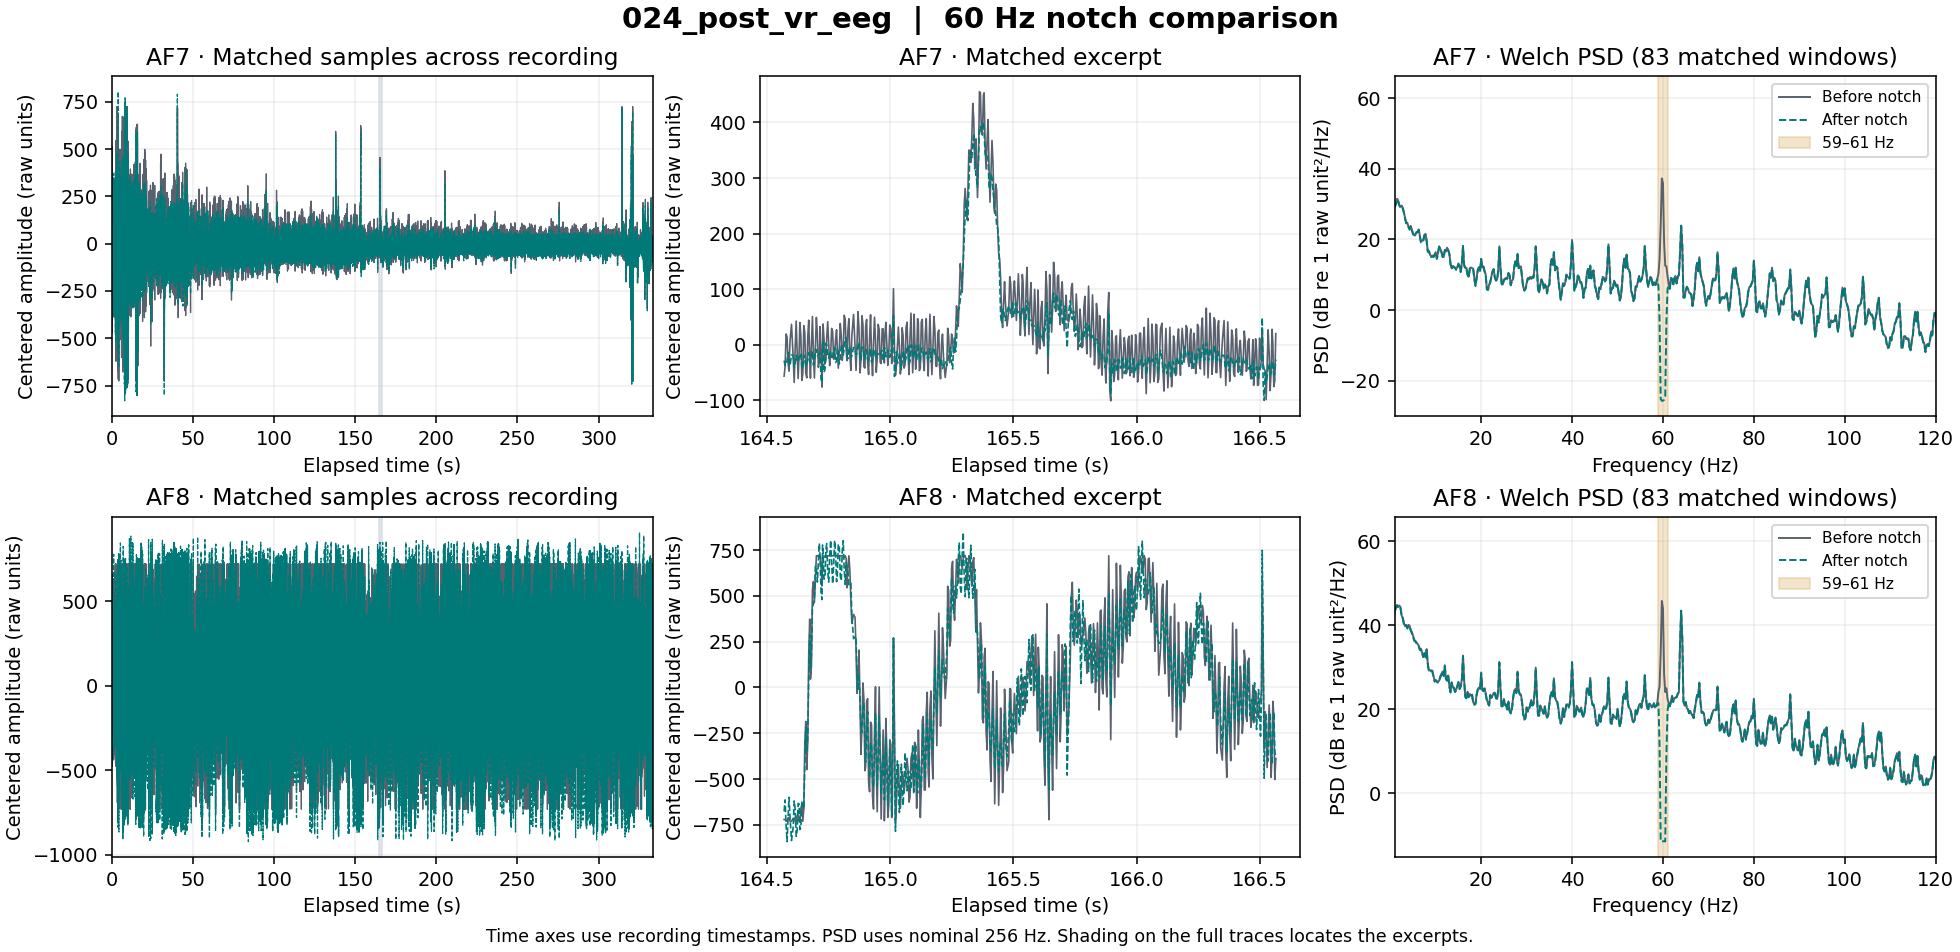 024_post_vr_eeg | 60 Hz notch comparison
AF7 · Matched samples across recording
Centered amplitude (raw units)
750
500
250
0
−250
−500
−750
0 50 100 150 200 250 300
Elapsed time (s)
AF7 · Matched excerpt
Centered amplitude (raw units)
400
300
200
100
0
−100
164.5 165.0 165.5 166.0 166.5
Elapsed time (s)
AF7 · Welch PSD (83 matched windows)
PSD (dB re 1 raw unit²/Hz)
60
40
20
0
−20
Before notch
After notch
59–61 Hz
20 40 60 80 100 120
Frequency (Hz)
AF8 · Matched samples across recording
Centered amplitude (raw units)
500
0
−500
−1000
0 50 100 150 200 250 300
Elapsed time (s)
AF8 · Matched excerpt
Centered amplitude (raw units)
750
500
250
0
−250
−500
−750
164.5 165.0 165.5 166.0 166.5
Elapsed time (s)
AF8 · Welch PSD (83 matched windows)
PSD (dB re 1 raw unit²/Hz)
60
40
20
0
Before notch
After notch
59–61 Hz
20 40 60 80 100 120
Frequency (Hz)
Time axes use recording timestamps. PSD uses nominal 256 Hz. Shading on the full traces locates the excerpts.